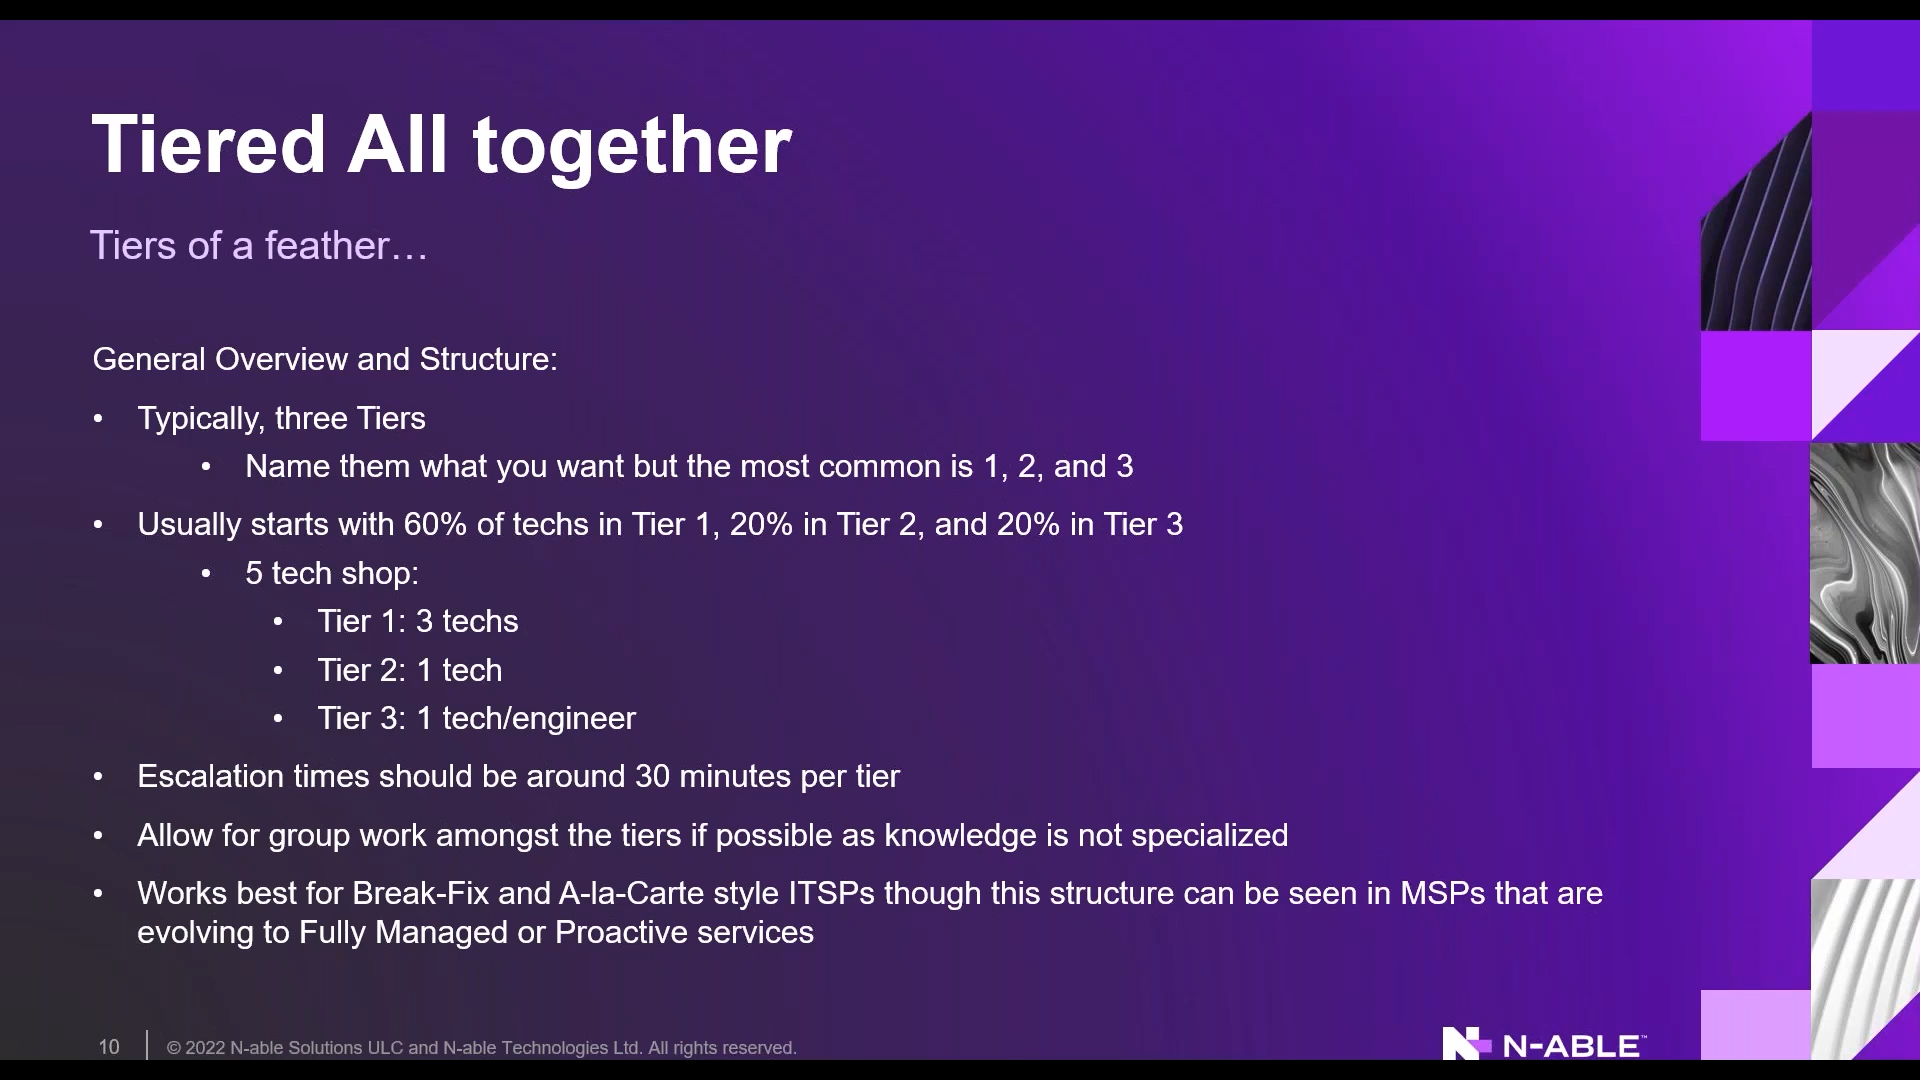 Tiered All together
Tiers of a feather…
General Overview and Structure:
• Typically, three Tiers
• Name them what you want but the most common is 1, 2, and 3
• Usually starts with 60% of techs in Tier 1, 20% in Tier 2, and 20% in Tier 3
• 5 tech shop:
• Tier 1: 3 techs
• Tier 2: 1 tech
• Tier 3: 1 tech/engineer
• Escalation times should be around 30 minutes per tier
• Allow for group work amongst the tiers if possible as knowledge is not specialized
• Works best for Break-Fix and A-la-Carte style ITSPs though this structure can be seen in MSPs that are
evolving to Fully Managed or Proactive services
10
© 2022 N-able Solutions ULC and N-able Technologies Ltd. All rights reserved.
N-ABLE™